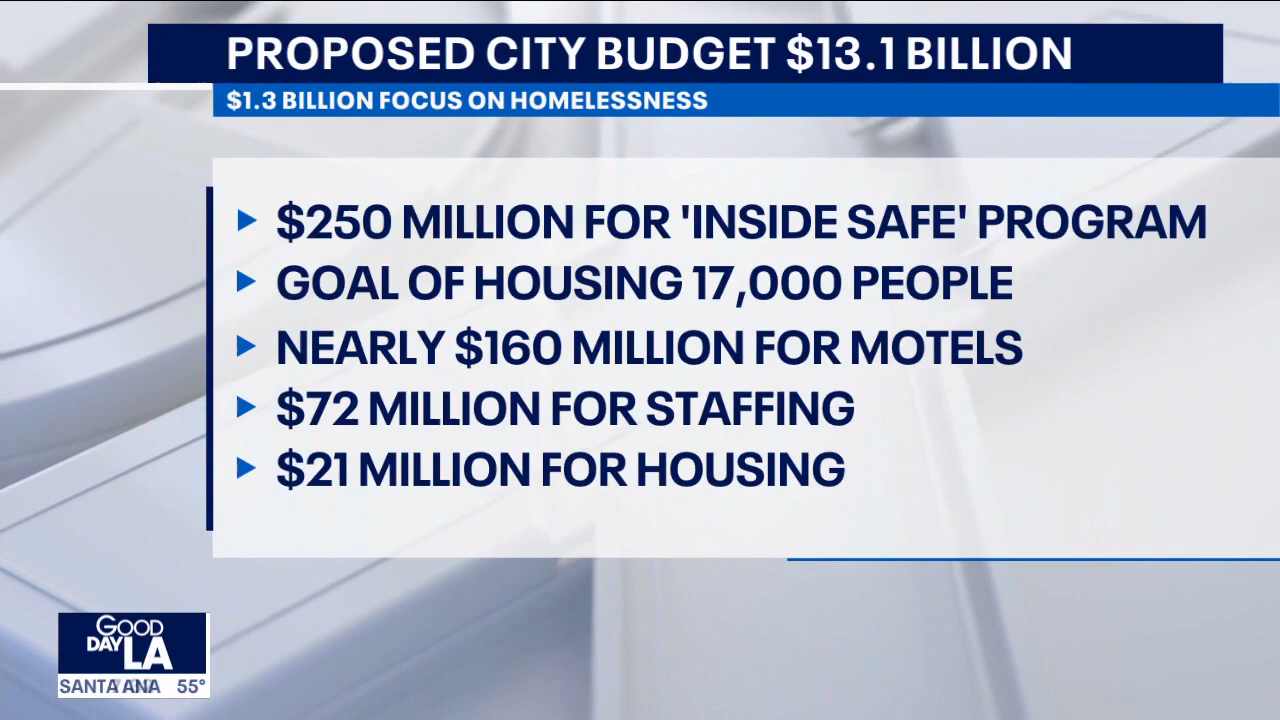 PROPOSED CITY BUDGET $13.1 BILLION
$1.3 BILLION FOCUS ON HOMELESSNESS
$250 MILLION FOR 'INSIDE SAFE' PROGRAM
GOAL OF HOUSING 17,000 PEOPLE
NEARLY $160 MILLION FOR MOTELS
$72 MILLION FOR STAFFING
$21 MILLION FOR HOUSING
GOOD
DAY LA
SANTA ANA 55°